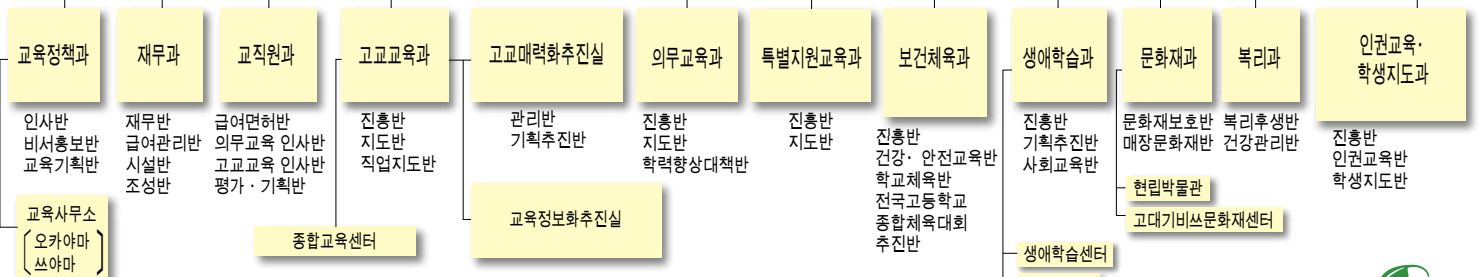 교육정책과
인사반
비서홍보반
교육기획반
교육사무소
오카야마
쓰야마
재무과
재무반
급여관리반
시설반
조성반
교직원과
급여면허반
의무교육 인사반
고교교육 인사반
평가 · 기획반
고교교육과
진흥반
지도반
직업지도반
종합교육센터
고교매력화추진실
관리반
기획추진반
교육정보화추진실
의무교육과
진흥반
지도반
학력향상대책반
특별지원교육과
진흥반
지도반
보건체육과
진흥반
건강· 안전교육반
학교체육반
전국고등학교
종합체육대회
추진반
생애학습과
진흥반
기획추진반
사회교육반
생애학습센터
문화재과
문화재보호반
매장문화재반
현립박물관
고대기비쓰문화재센터
복리과
복리후생반
건강관리반
인권교육·
학생지도과
진흥반
인권교육반
학생지도반